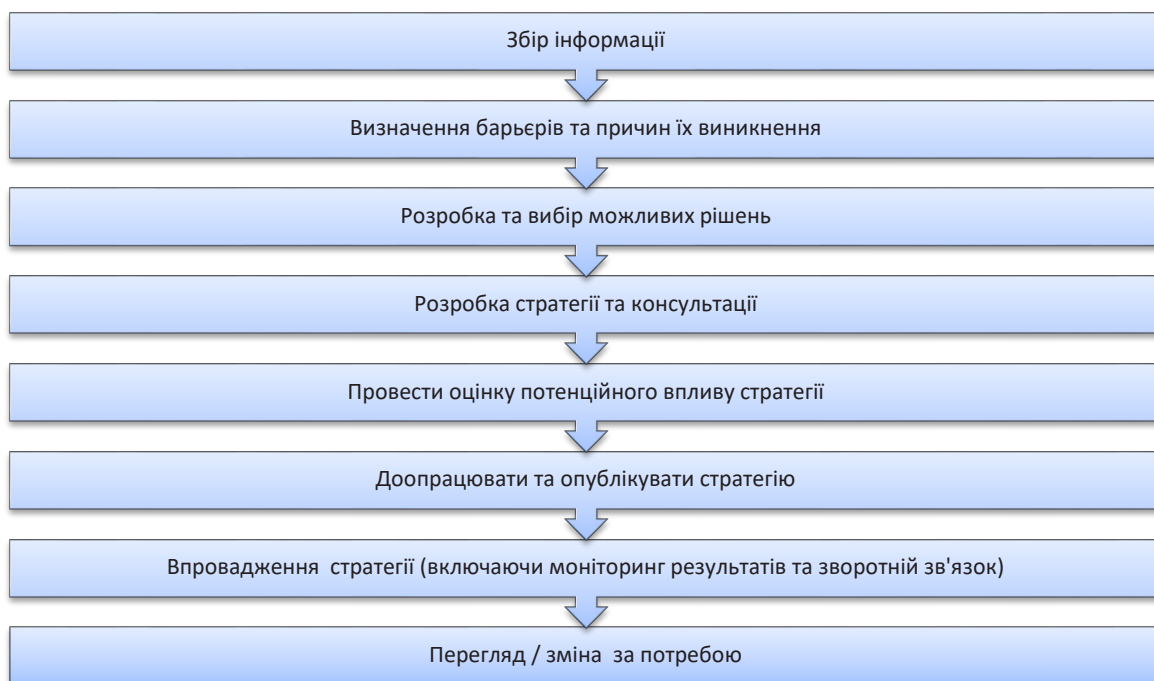 Збір інформації
Визначення барьєрів та причин їх виникнення
Розробка та вибір можливих рішень
Розробка стратегії та консультації
Провести оцінку потенційного впливу стратегії
Доопрацювати та опублікувати стратегію
Впровадження стратегії (включаючи моніторинг результатів та зворотній зв'язок)
Перегляд / зміна за потребою